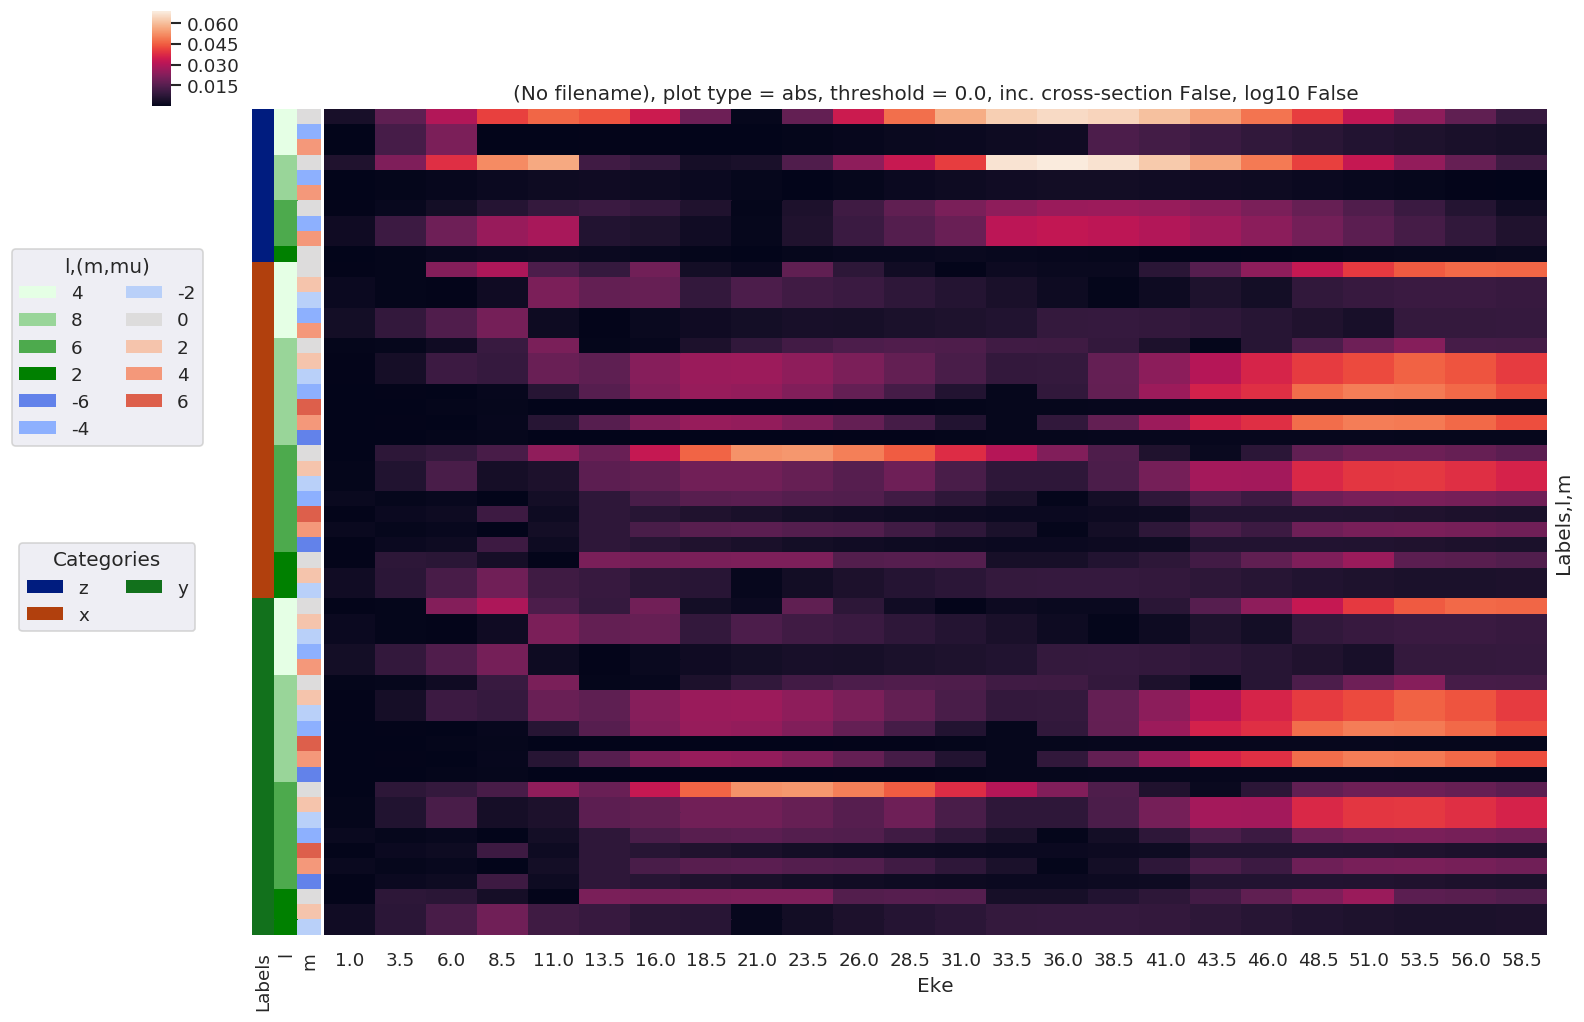 0.060
0.045
0.030
0.015
(No filename), plot type = abs, threshold = 0.0, inc. cross-section False, log10 False
l,(m,mu)
4 -2
8 0
6 2
2 4
-6 6
-4
Categories
z y
x
Labels,l,m
Labels l m
1.0 3.5 6.0 8.5 11.0 13.5 16.0 18.5 21.0 23.5 26.0 28.5 31.0 33.5 36.0 38.5 41.0 43.5 46.0 48.5 51.0 53.5 56.0 58.5
Eke